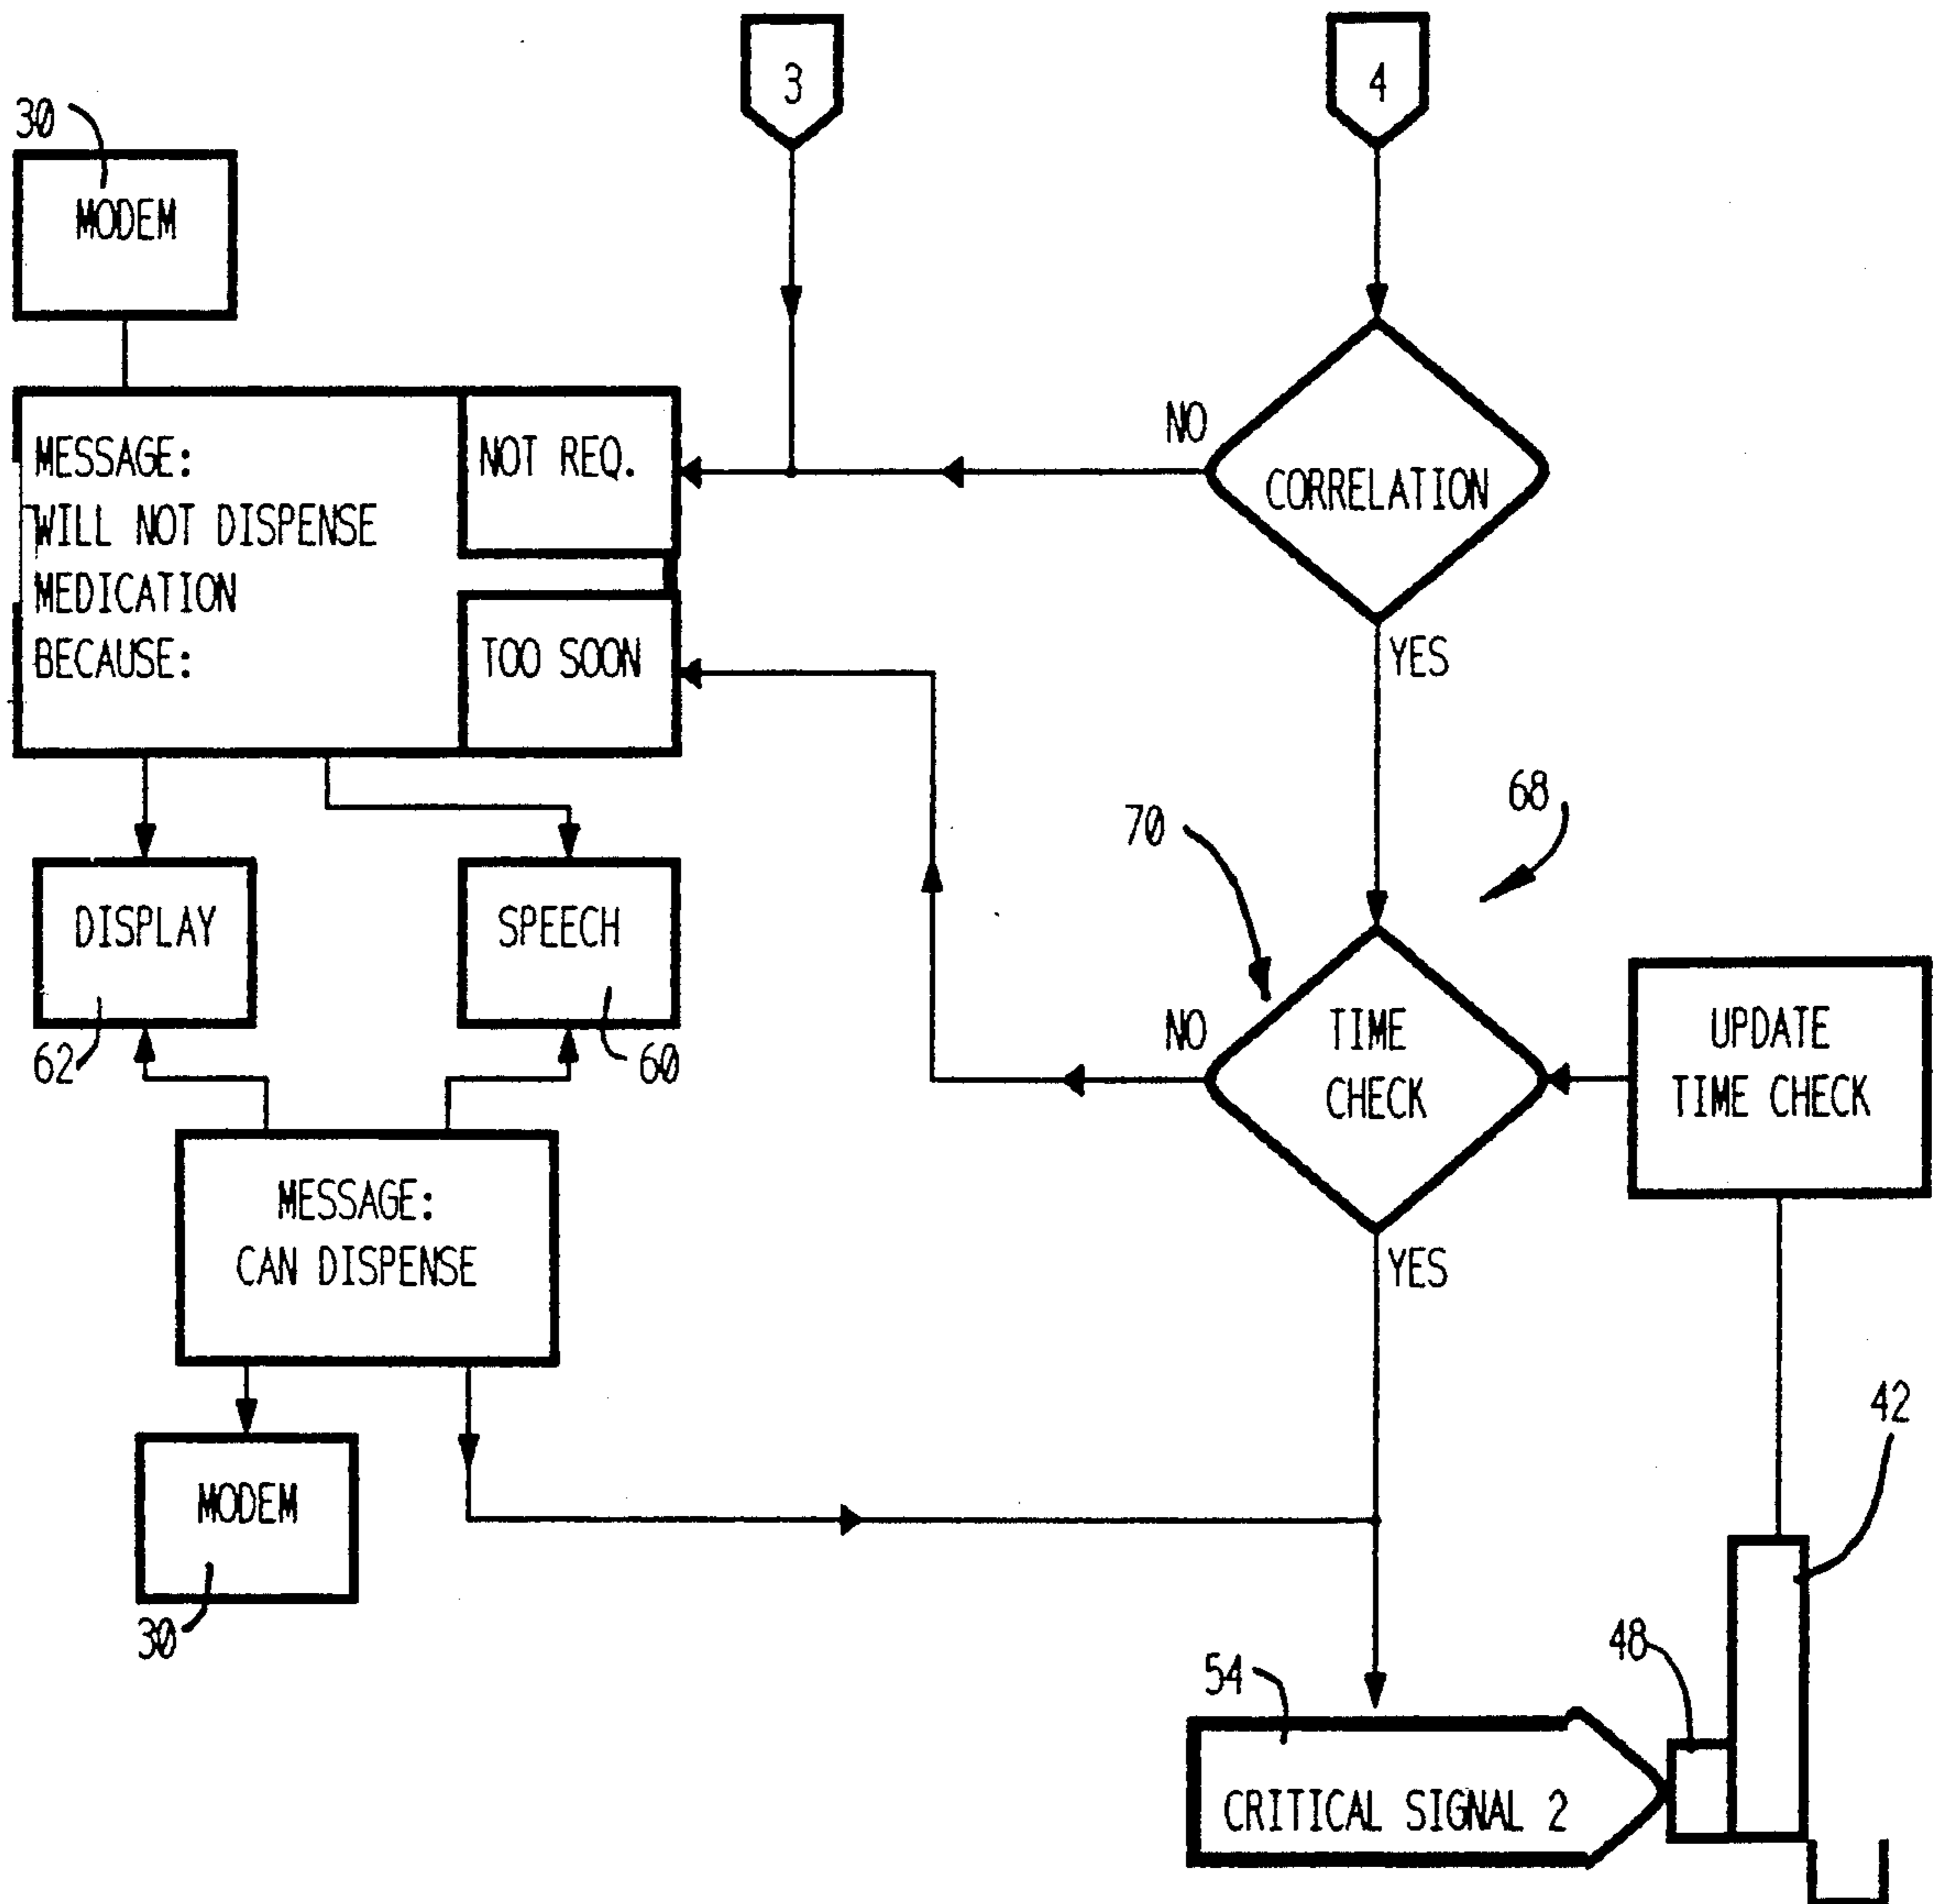 3
4
30
MODEM
MESSAGE:
WILL NOT DISPENSE
MEDICATION
BECAUSE:
NOT REQ.
TOO SOON
NO
CORRELATION
YES
68
70
DISPLAY
SPEECH
62
60
NO
TIME
CHECK
UPDATE
TIME CHECK
YES
MESSAGE:
CAN DISPENSE
MODEM
30
42
48
54
CRITICAL SIGNAL 2